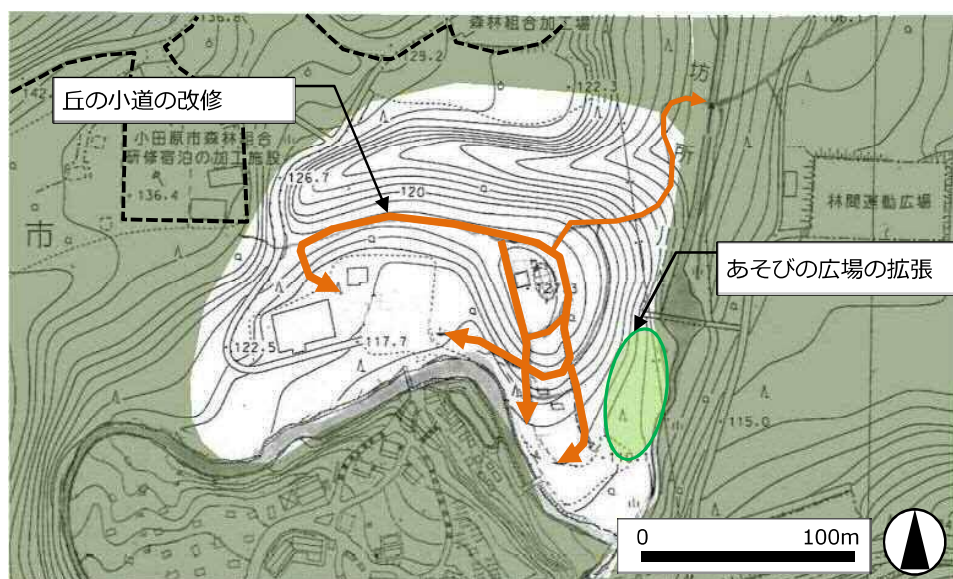 136.8
森林組合加工場
106.1
129.2
122.3
坊
所
丘の小道の改修
小田原市森林組合
研修宿泊の加工施設
136.4
126.7
120
林間運動広場
市
あそびの広場の拡張
122.5
117.7
115.0
0 100m